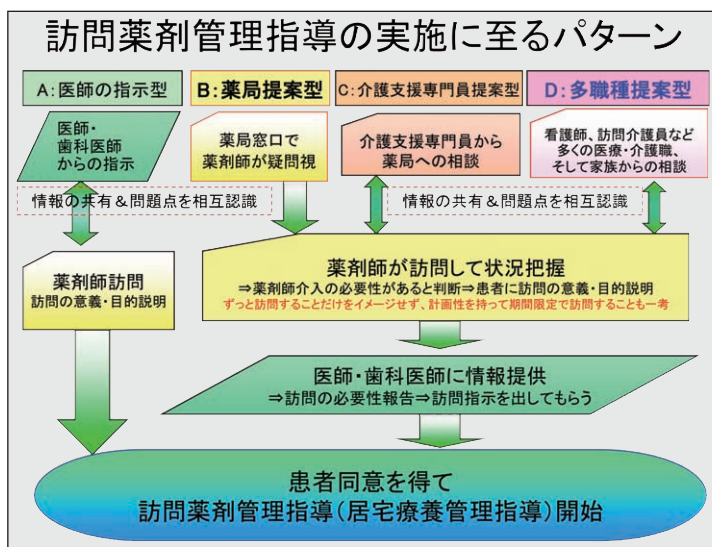 訪問薬剤管理指導の実施に至るパターン
A:医師の指示型
B:薬局提案型
C:介護支援専門員提案型
D:多職種提案型
医師・
歯科医師
からの指示
薬局窓口で
薬剤師が疑問視
介護支援専門員から
薬局への相談
看護師、訪問介護員など
多くの医療・介護職、
そして家族からの相談
情報の共有&問題点を相互認識
情報の共有&問題点を相互認識
薬剤師訪問
訪問の意義・目的説明
薬剤師が訪問して状況把握
⇒薬剤師介入の必要性があると判断⇒患者に訪問の意義・目的説明
ずっと訪問することだけをイメージせず、計画性を持って期間限定で訪問することも一考
医師・歯科医師に情報提供
⇒訪問の必要性報告⇒訪問指示を出してもらう
患者同意を得て
訪問薬剤管理指導(居宅療養管理指導)開始